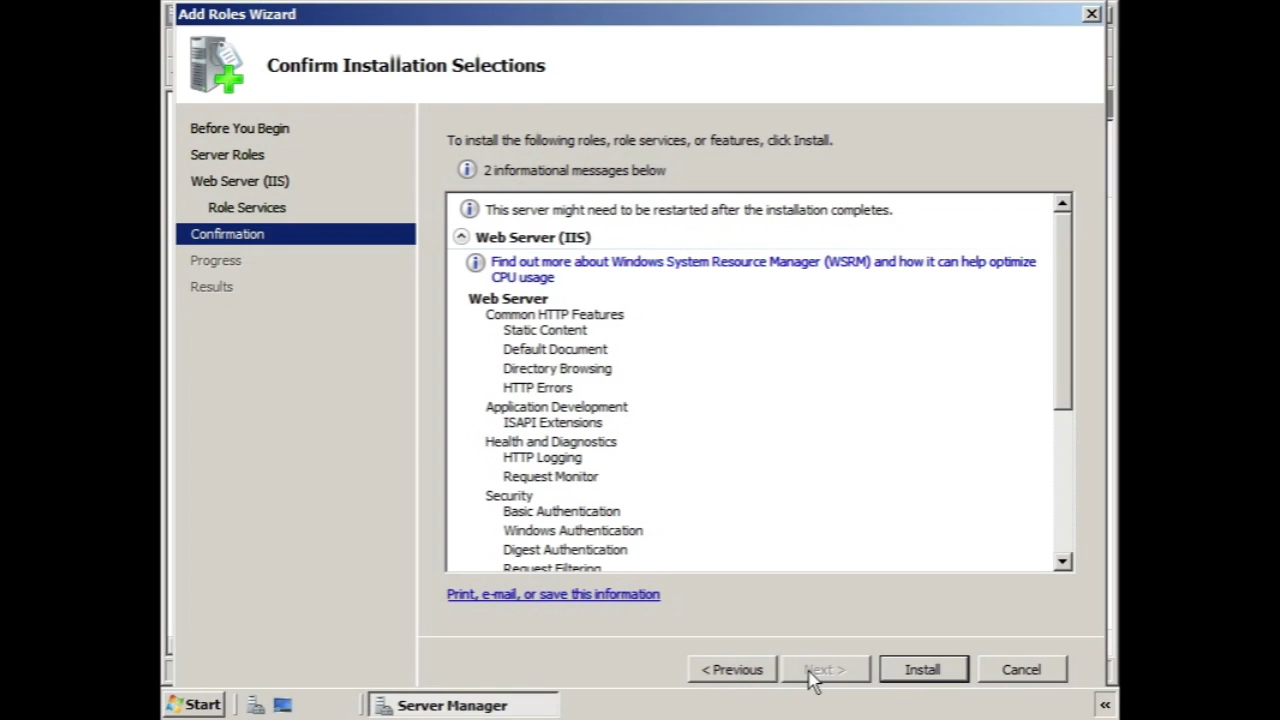 Add Roles Wizard
Confirm Installation Selections
Before You Begin
Server Roles
Web Server (IIS)
Role Services
Confirmation
Progress
Results
To install the following roles, role services, or features, click Install.
2 informational messages below
This server might need to be restarted after the installation completes.
Web Server (IIS)
Find out more about Windows System Resource Manager (WSRM) and how it can help optimize
CPU usage
Web Server
Common HTTP Features
Static Content
Default Document
Directory Browsing
HTTP Errors
Application Development
ISAPI Extensions
Health and Diagnostics
HTTP Logging
Request Monitor
Security
Basic Authentication
Windows Authentication
Digest Authentication
Request Filtering
Print, e-mail, or save this information
< Previous
Next >
Install
Cancel
Start
Server Manager
«